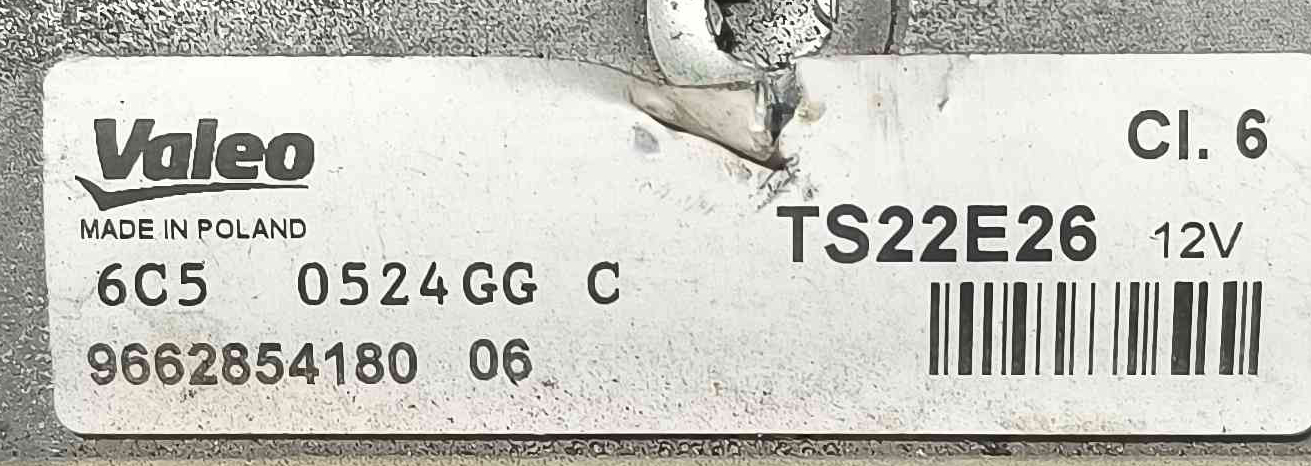 Valeo
MADE IN POLAND
6C5 0524GG C
9662854180 06
Cl. 6
TS22E26 12V